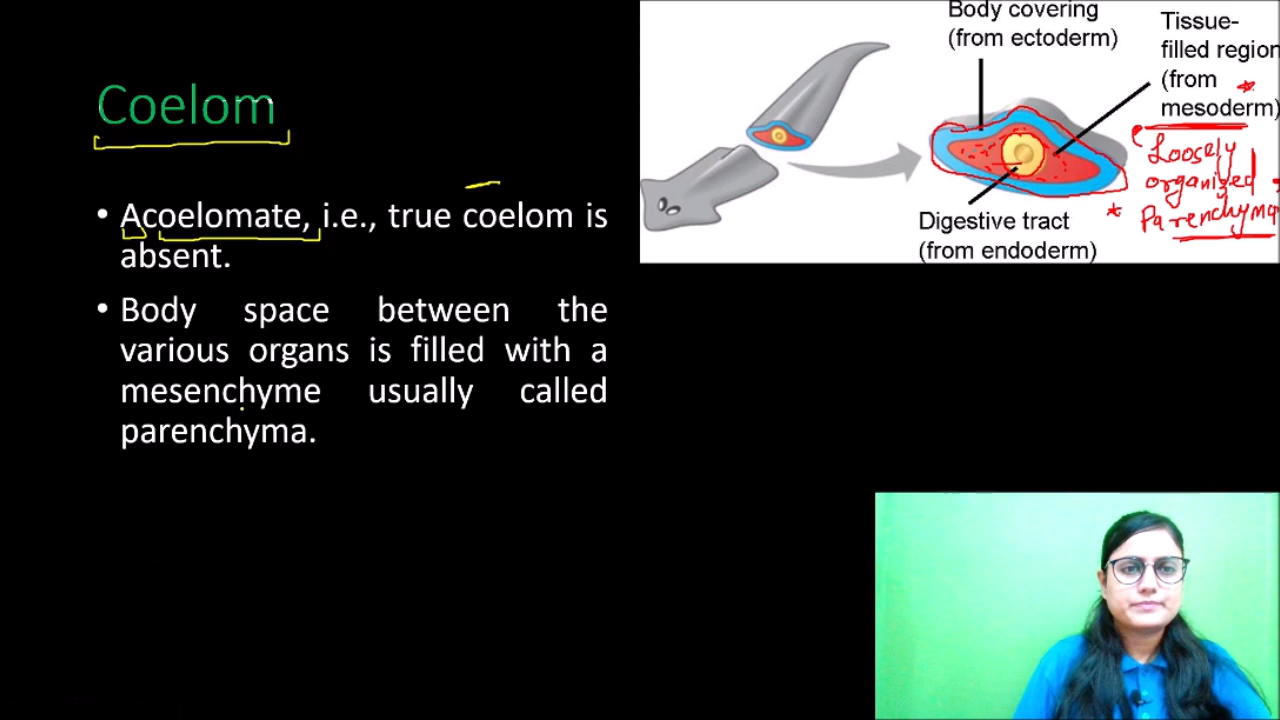 Coelom
• Acoelomate, i.e., true coelom is
absent.
• Body space between the
various organs is filled with a
mesenchyme usually called
parenchyma.
Body covering
(from ectoderm)
Tissue-
filled region
(from
mesoderm)
Loosely
organized
Parenchyma
Digestive tract
(from endoderm)